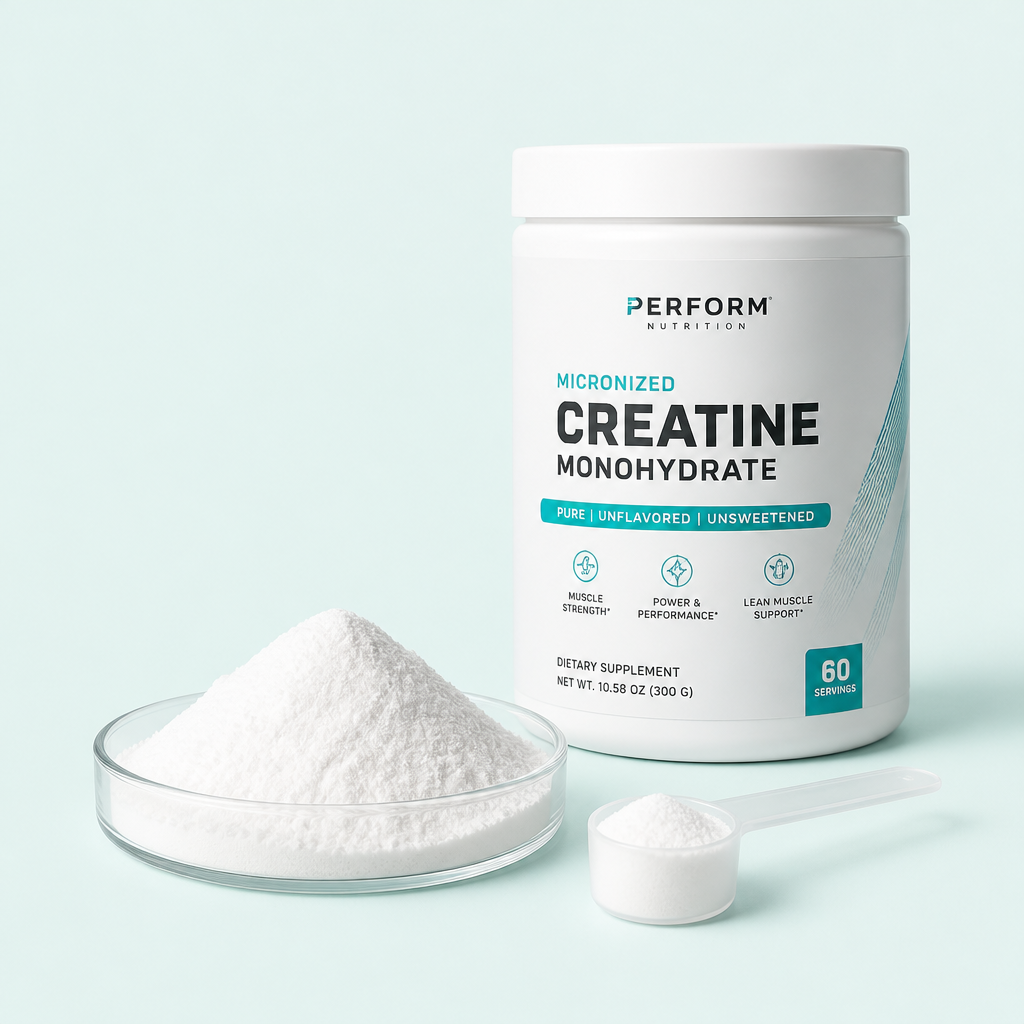 PERFORM®
NUTRITION
MICRONIZED
CREATINE
MONOHYDRATE
PURE | UNFLAVORED | UNSWEETENED
MUSCLE
STRENGTH*
POWER &
PERFORMANCE*
LEAN MUSCLE
SUPPORT*
DIETARY SUPPLEMENT
NET WT. 10.58 OZ (300 G)
60
SERVINGS